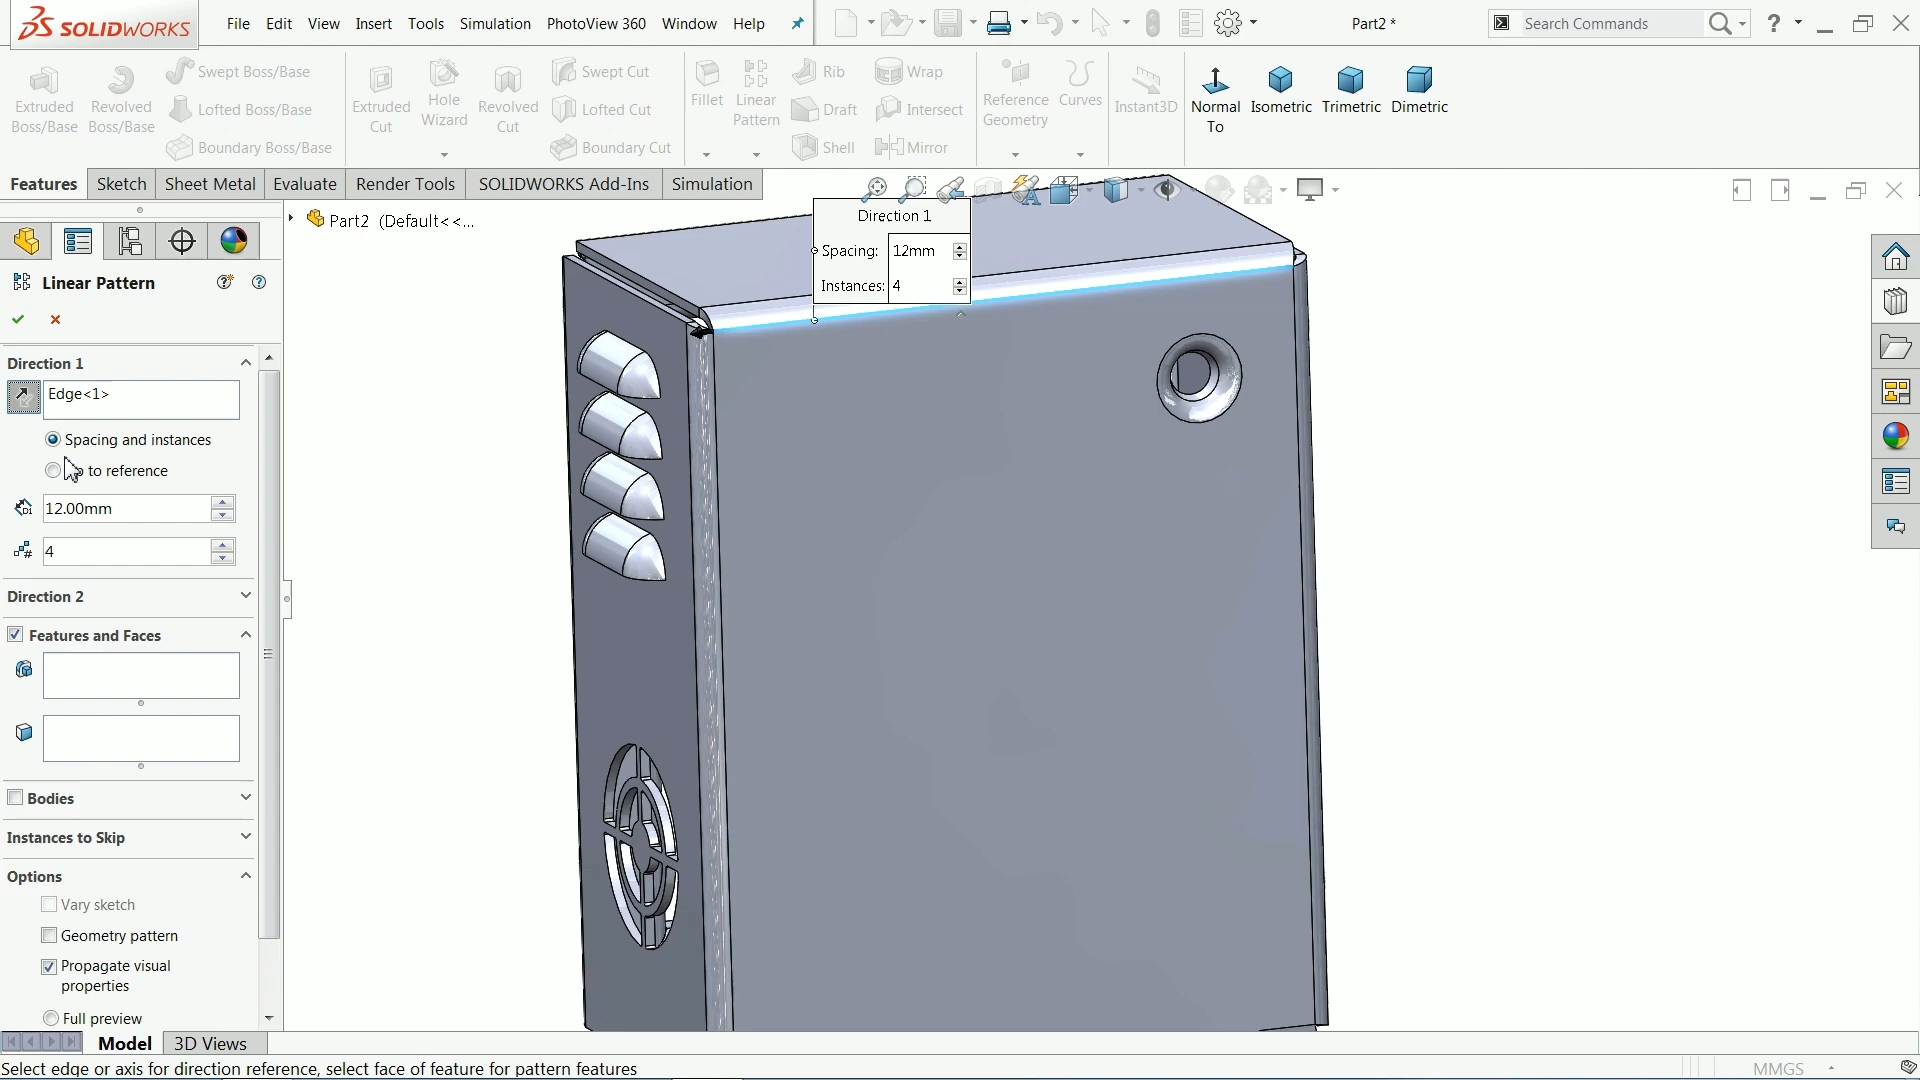 SOLIDWORKS
File Edit View Insert Tools Simulation PhotoView 360 Window Help
Part2 *
Search Commands
Extruded Boss/Base
Revolved Boss/Base
Swept Boss/Base
Lofted Boss/Base
Boundary Boss/Base
Extruded Cut
Hole Wizard
Revolved Cut
Swept Cut
Lofted Cut
Boundary Cut
Fillet
Linear Pattern
Rib
Draft
Shell
Wrap
Intersect
Mirror
Reference Geometry
Curves
Instant3D
Normal To
Isometric
Trimetric
Dimetric
Features Sketch Sheet Metal Evaluate Render Tools SOLIDWORKS Add-Ins Simulation
Part2 (Default<<...
Direction 1
Spacing: 12mm
Instances: 4
Linear Pattern
Direction 1
Edge<1>
Spacing and instances
to reference
12.00mm
4
Direction 2
Features and Faces
Bodies
Instances to Skip
Options
Vary sketch
Geometry pattern
Propagate visual
properties
Full preview
Model 3D Views
Select edge or axis for direction reference, select face of feature for pattern features
MMGS